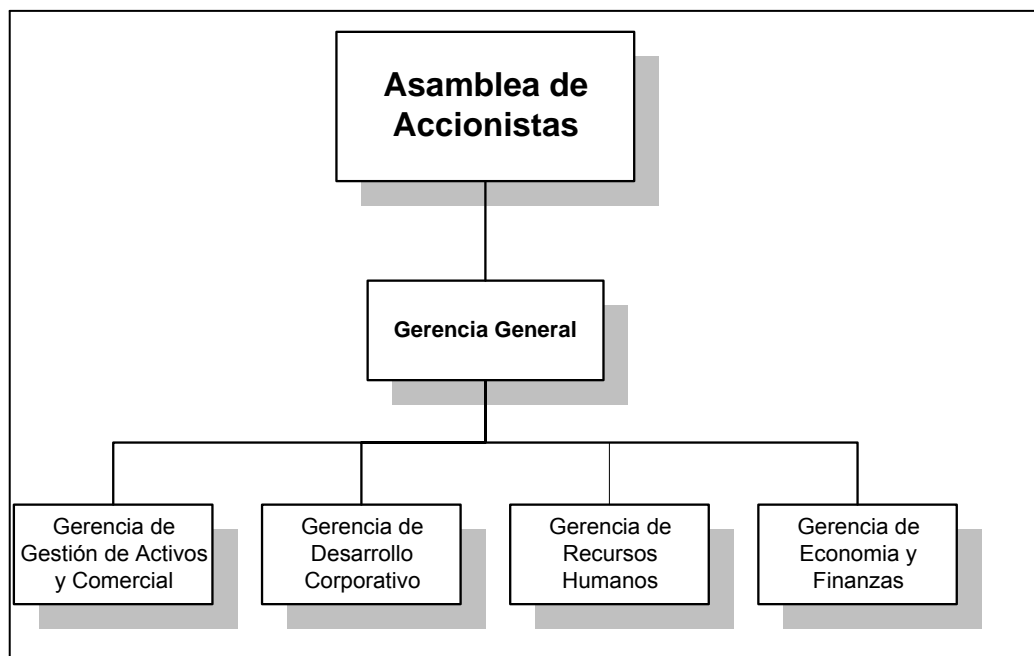 Asamblea de
Accionistas
Gerencia General
Gerencia de
Gestión de Activos
y Comercial
Gerencia de
Desarrollo
Corporativo
Gerencia de
Recursos
Humanos
Gerencia de
Economia y
Finanzas